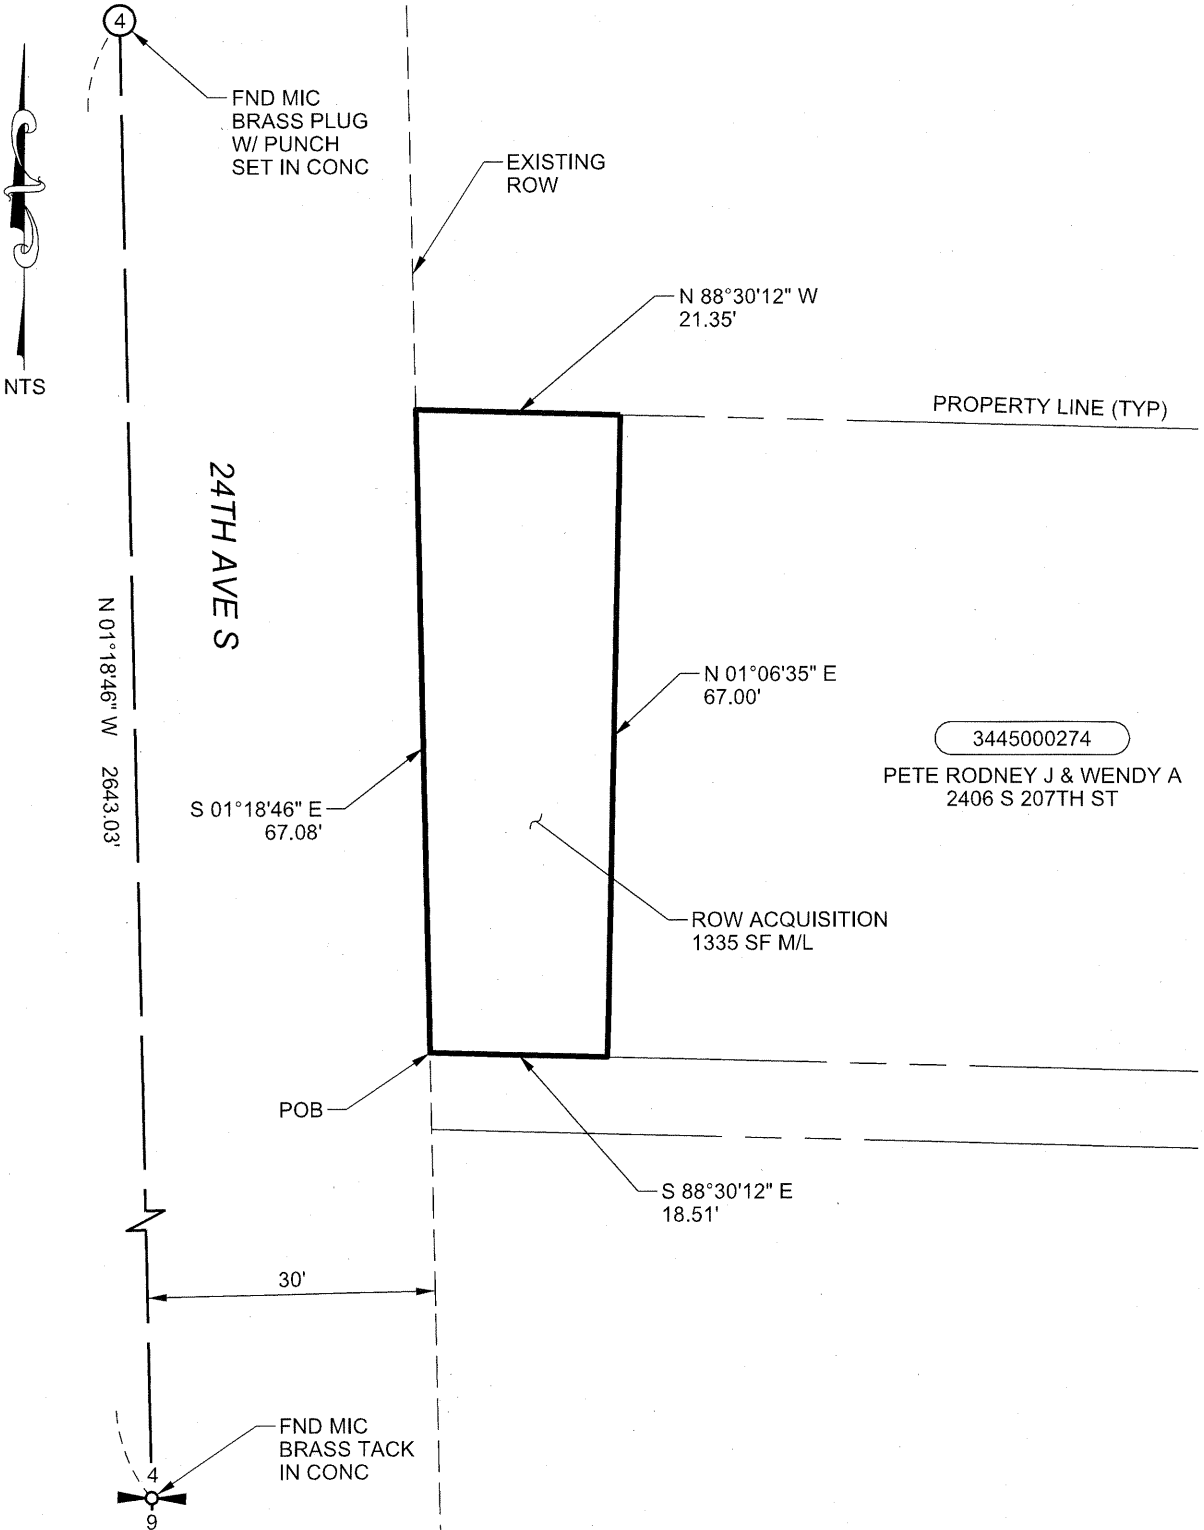 4
FND MIC
BRASS PLUG
W/ PUNCH
SET IN CONC
EXISTING
ROW
N 88°30'12" W
21.35'
NTS
PROPERTY LINE (TYP)
24TH AVE S
N 01°18'46" W 2643.03'
N 01°06'35" E
67.00'
3445000274
PETE RODNEY J & WENDY A
2406 S 207TH ST
S 01°18'46" E
67.08'
ROW ACQUISITION
1335 SF M/L
POB
S 88°30'12" E
18.51'
30'
FND MIC
BRASS TACK
IN CONC
4
9